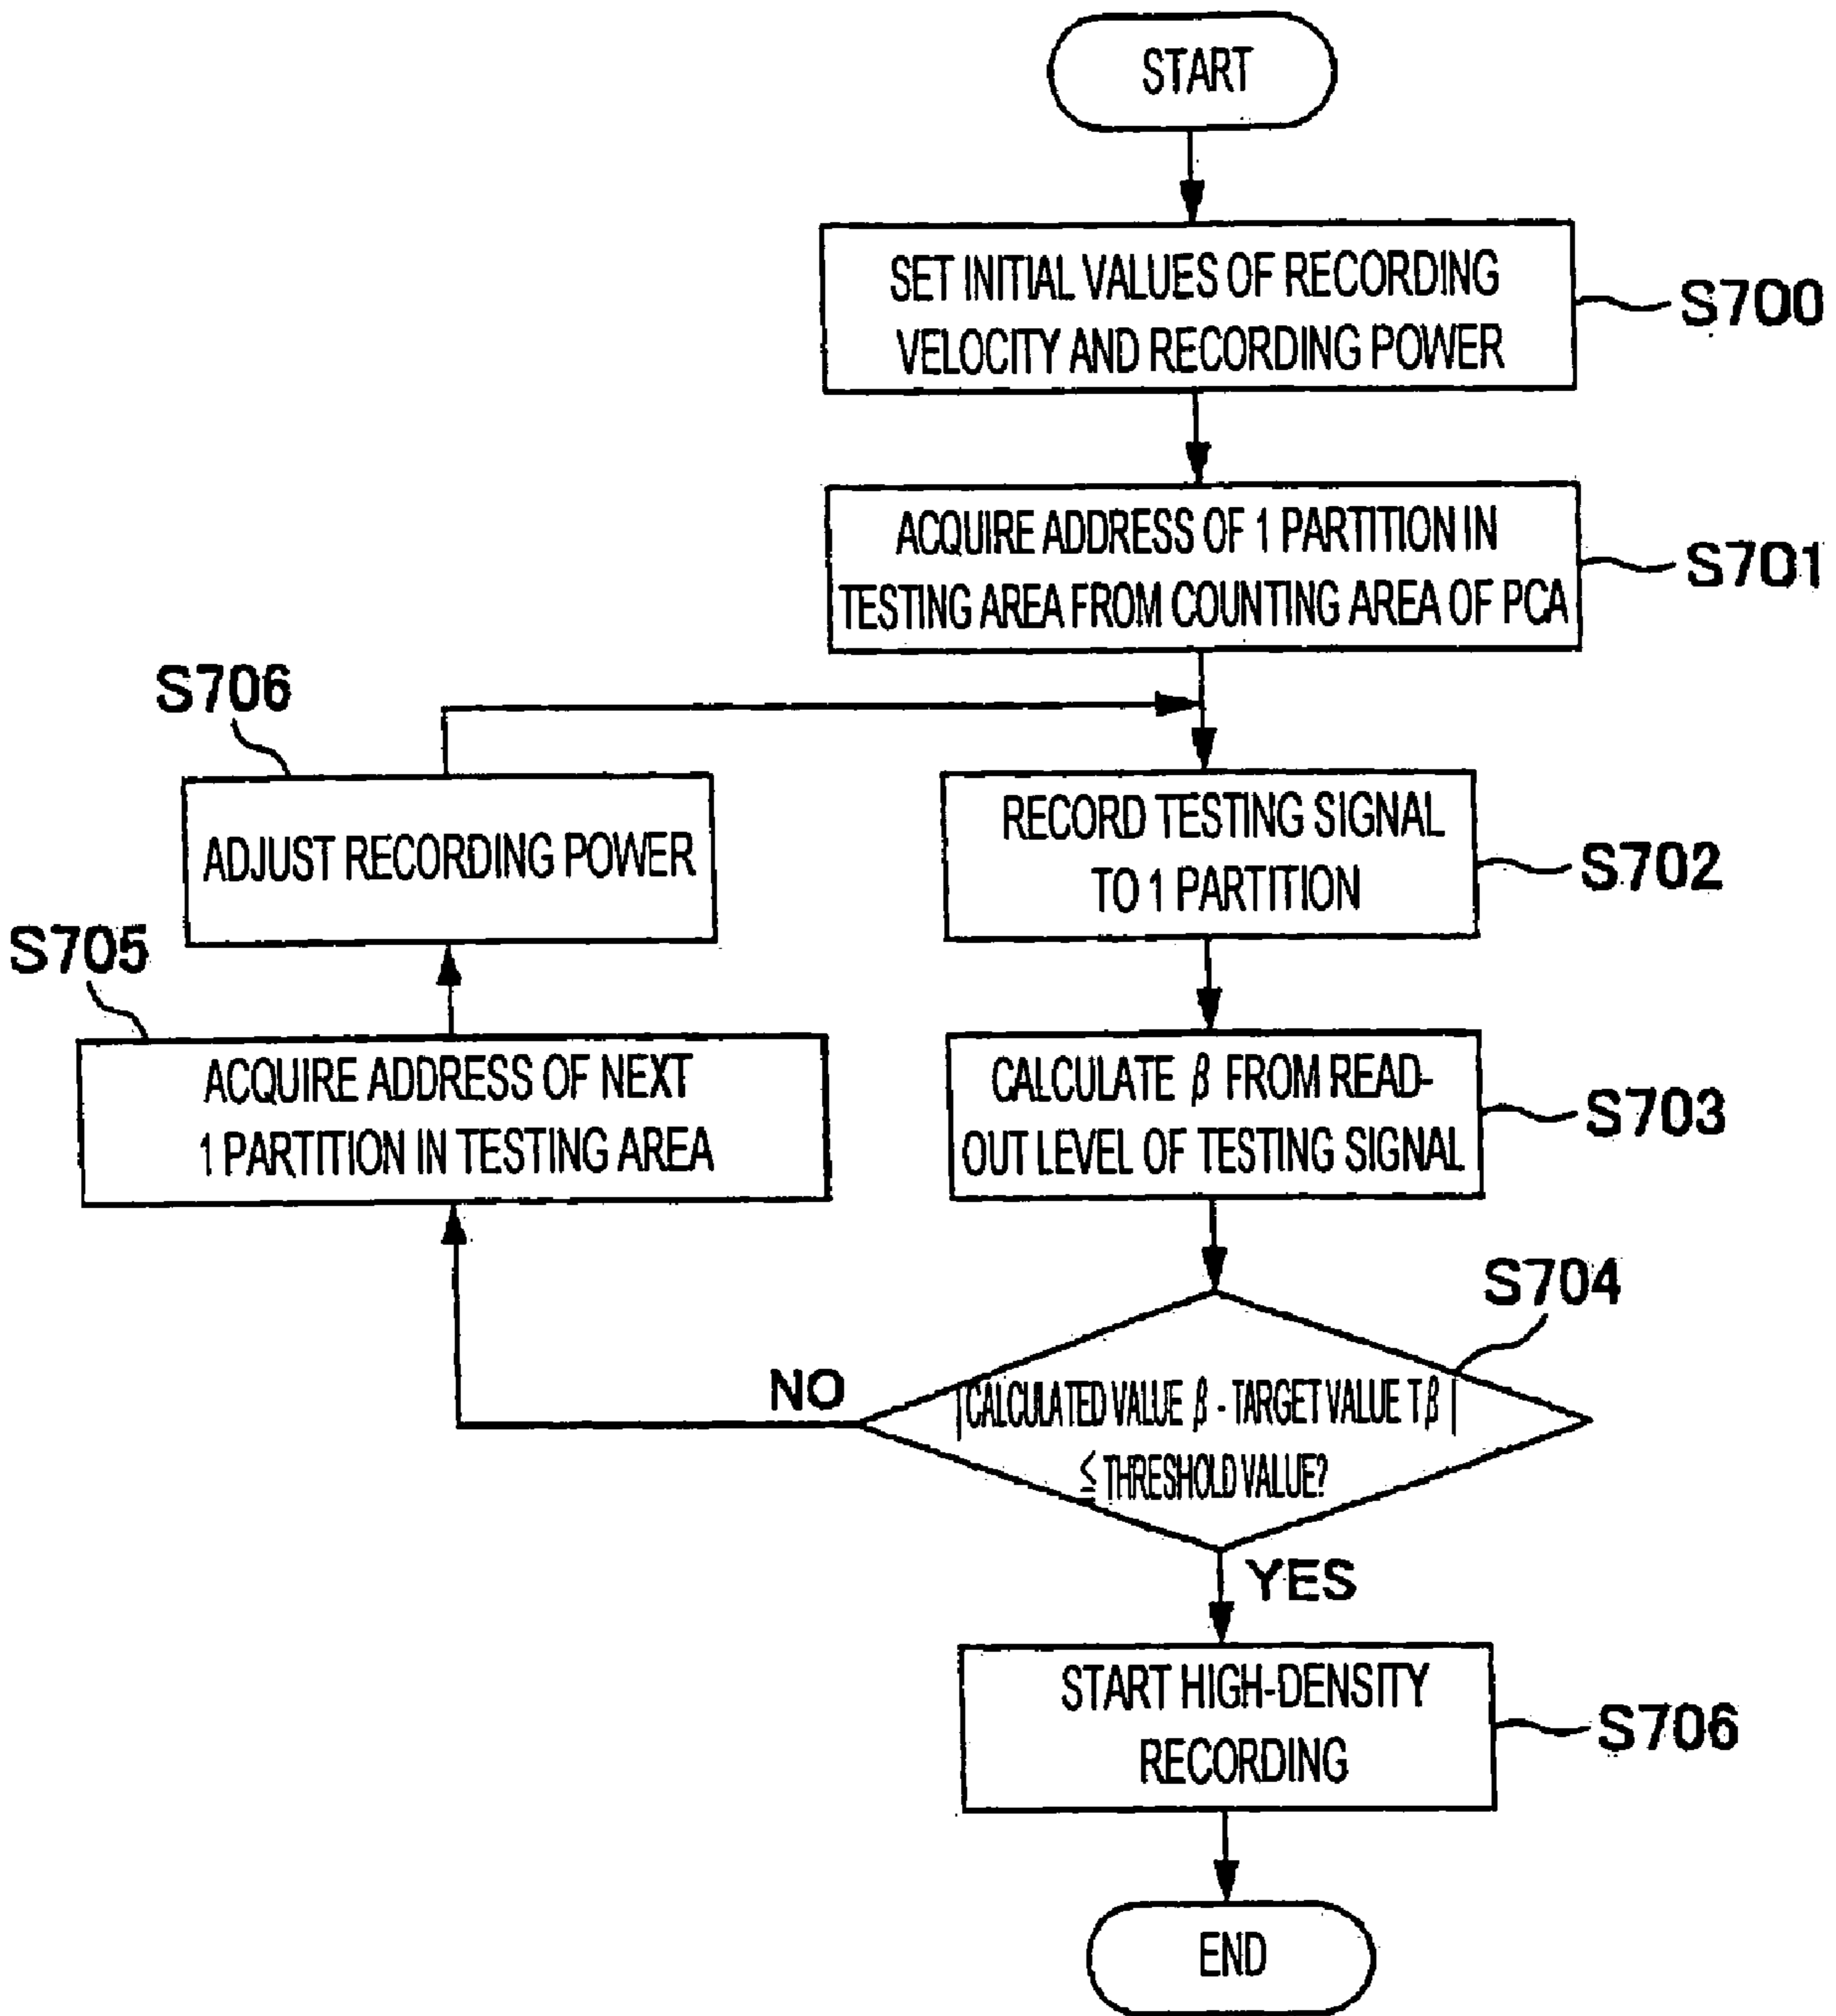 START
SET INITIAL VALUES OF RECORDING
VELOCITY AND RECORDING POWER
S700
ACQUIRE ADDRESS OF 1 PARTITION IN
TESTING AREA FROM COUNTING AREA OF PCA
S701
S706
ADJUST RECORDING POWER
RECORD TESTING SIGNAL
TO 1 PARTITION
S702
S705
ACQUIRE ADDRESS OF NEXT
1 PARTITION IN TESTING AREA
CALCULATE β FROM READ-
OUT LEVEL OF TESTING SIGNAL
S703
S704
NO
|CALCULATED VALUE β - TARGET VALUE T β|
≦ THRESHOLD VALUE?
YES
START HIGH-DENSITY
RECORDING
S706
END